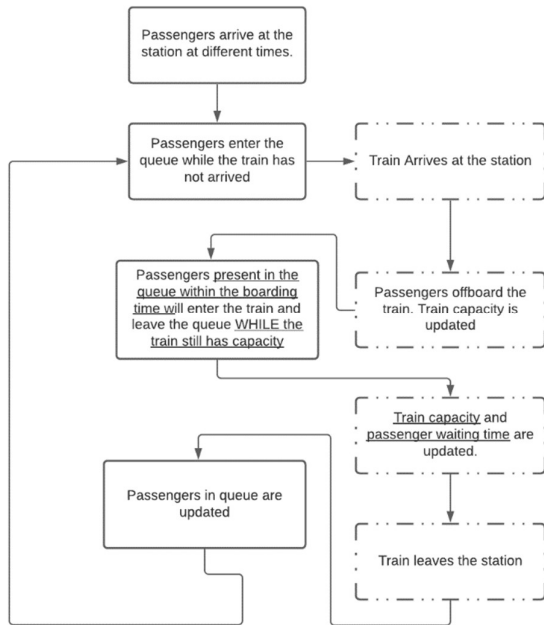 Passengers arrive at the
station at different times.
Passengers enter the
queue while the train has
not arrived
Train Arrives at the station
Passengers present in the
queue within the boarding
time will enter the train and
leave the queue WHILE the
train still has capacity
Passengers offboard the
train. Train capacity is
updated
Train capacity and
passenger waiting time are
updated.
Passengers in queue are
updated
Train leaves the station